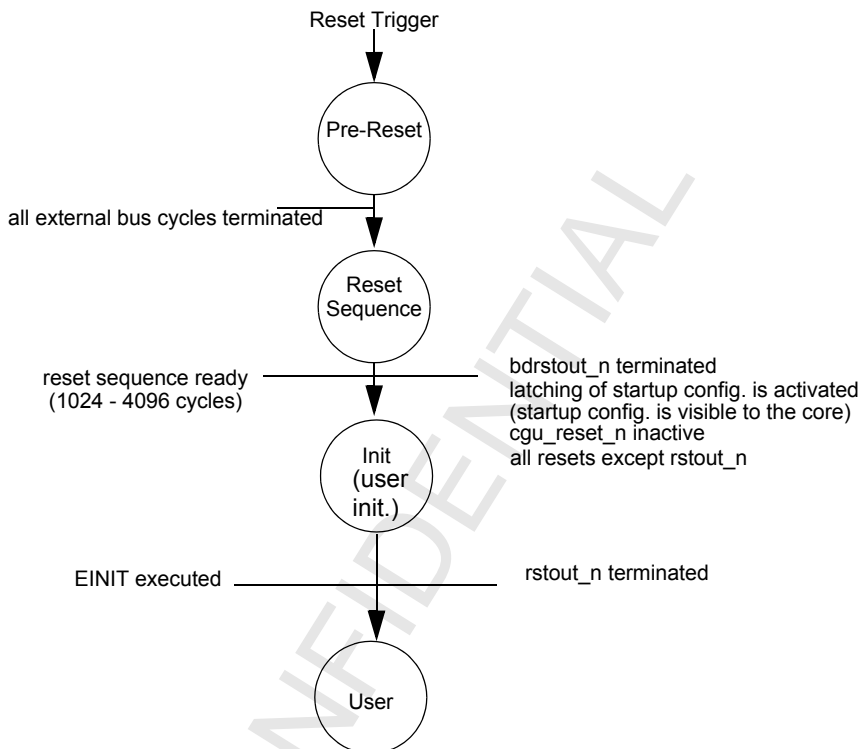 Reset Trigger
Pre-Reset
all external bus cycles terminated
Reset
Sequence
reset sequence ready
(1024 - 4096 cycles)
bdrstout_n terminated
latching of startup config. is activated
(startup config. is visible to the core)
cgu_reset_n inactive
all resets except rstout_n
Init
(user
init.)
EINIT executed
rstout_n terminated
User
NFIDENTIAL